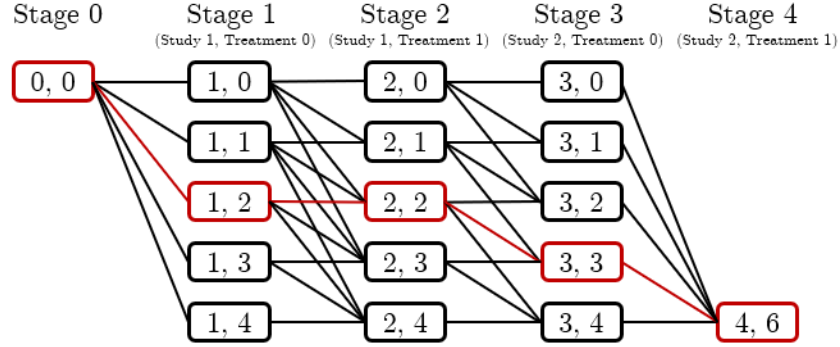 Stage 0 Stage 1 Stage 2 Stage 3 Stage 4
(Study 1, Treatment 0) (Study 1, Treatment 1) (Study 2, Treatment 0) (Study 2, Treatment 1)
0, 0 1, 0 2, 0 3, 0
1, 1 2, 1 3, 1
1, 2 2, 2 3, 2
1, 3 2, 3 3, 3
1, 4 2, 4 3, 4 4, 6